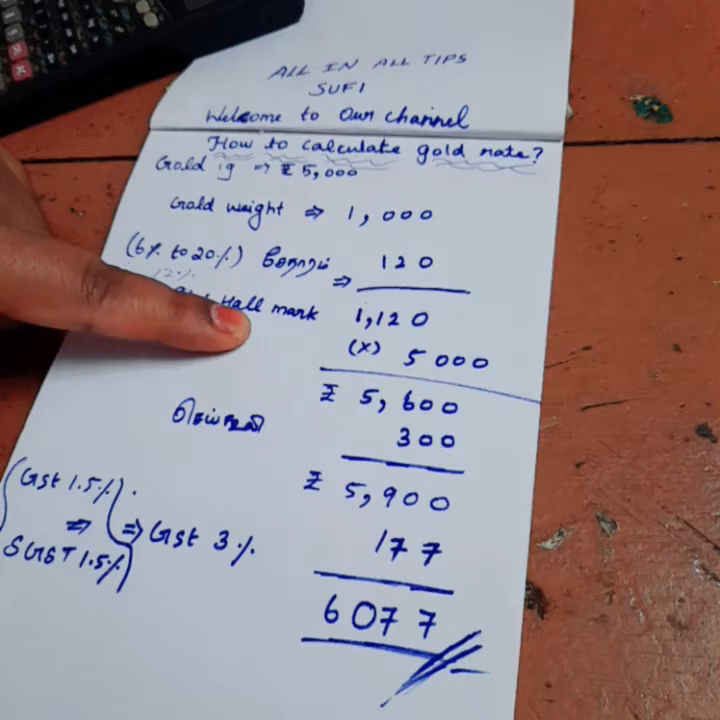 ALL IN ALL TIPS
SUFI
Welcome to Our channel
How to calculate gold rate?
Gold 1g ⇒ ₹ 5,000
Gold weight ⇒ 1,000
(6% to 20%) சேதாரம் ⇒ 120
12%
Hall mark 1,120
(x) 5000
₹ 5,600
செய்கூலி 300
₹ 5,900
(Gst 1.5%) ⇒ Gst 3% 177
SGST 1.5%
6077